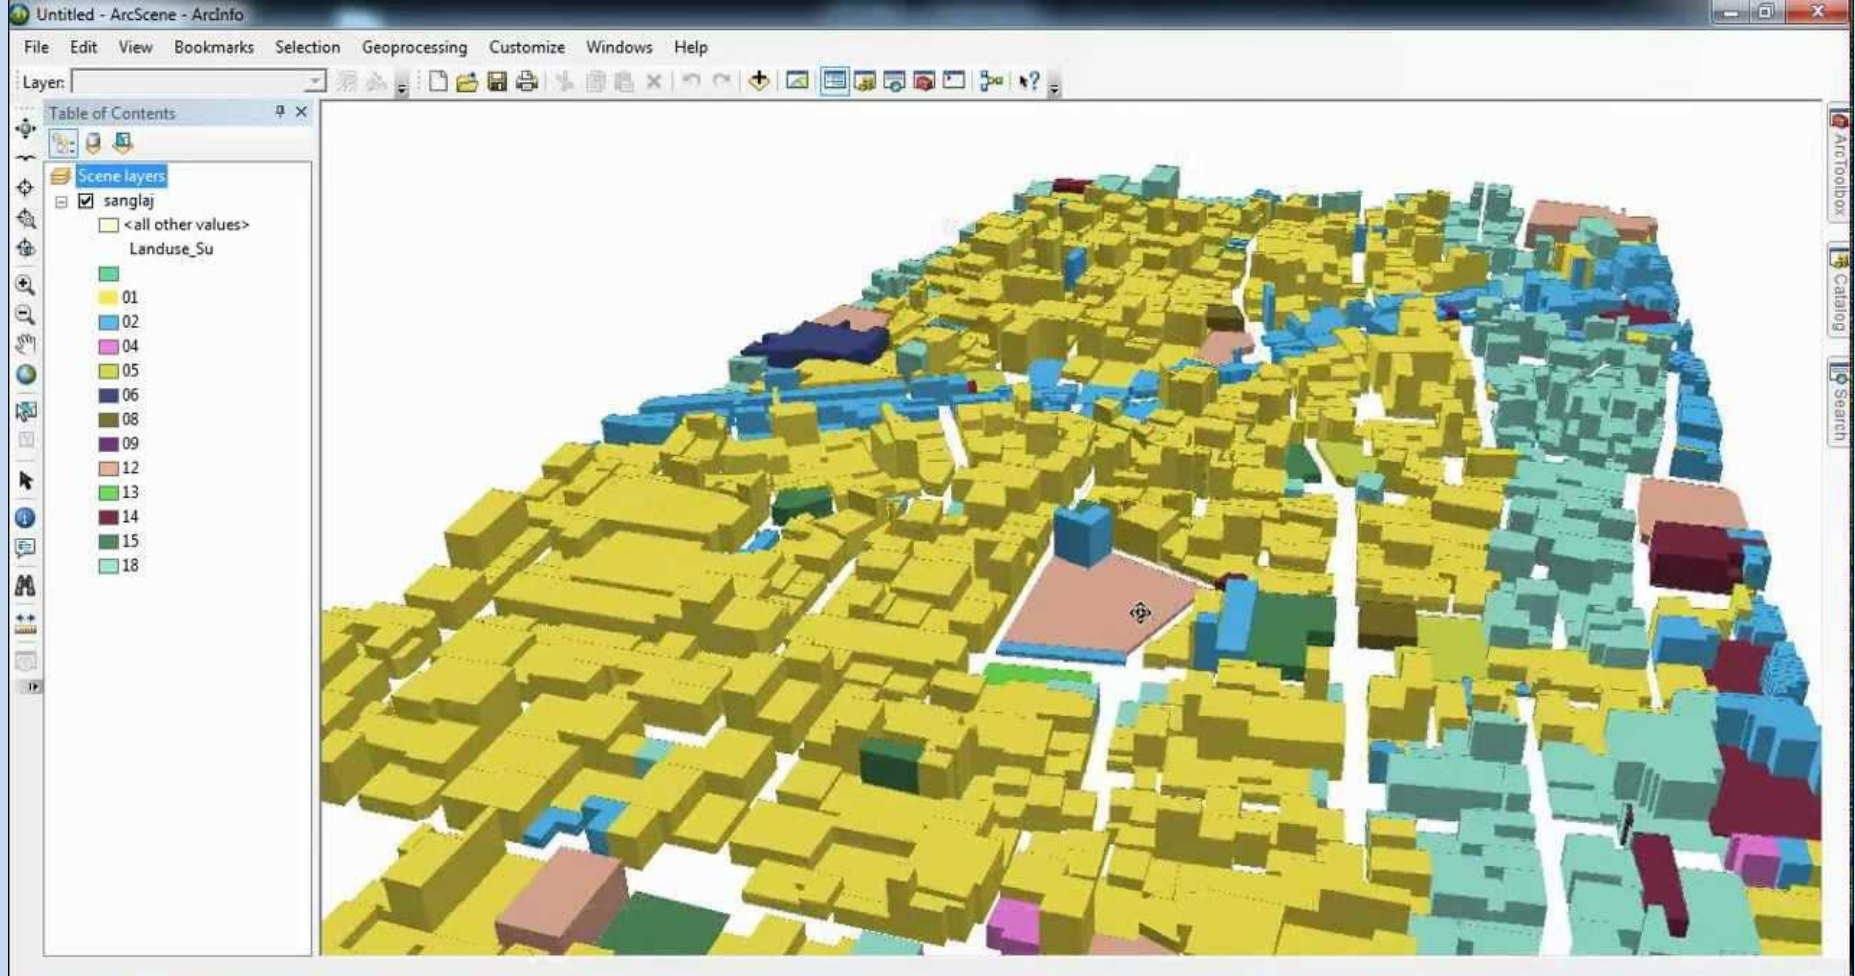 Untitled - ArcScene - ArcInfo
File Edit View Bookmarks Selection Geoprocessing Customize Windows Help
Layer:
Table of Contents
Scene layers
sanglaj
<all other values>
Landuse_Su
01
02
04
05
06
08
09
12
13
14
15
18
ArcToolbox
Catalog
Search